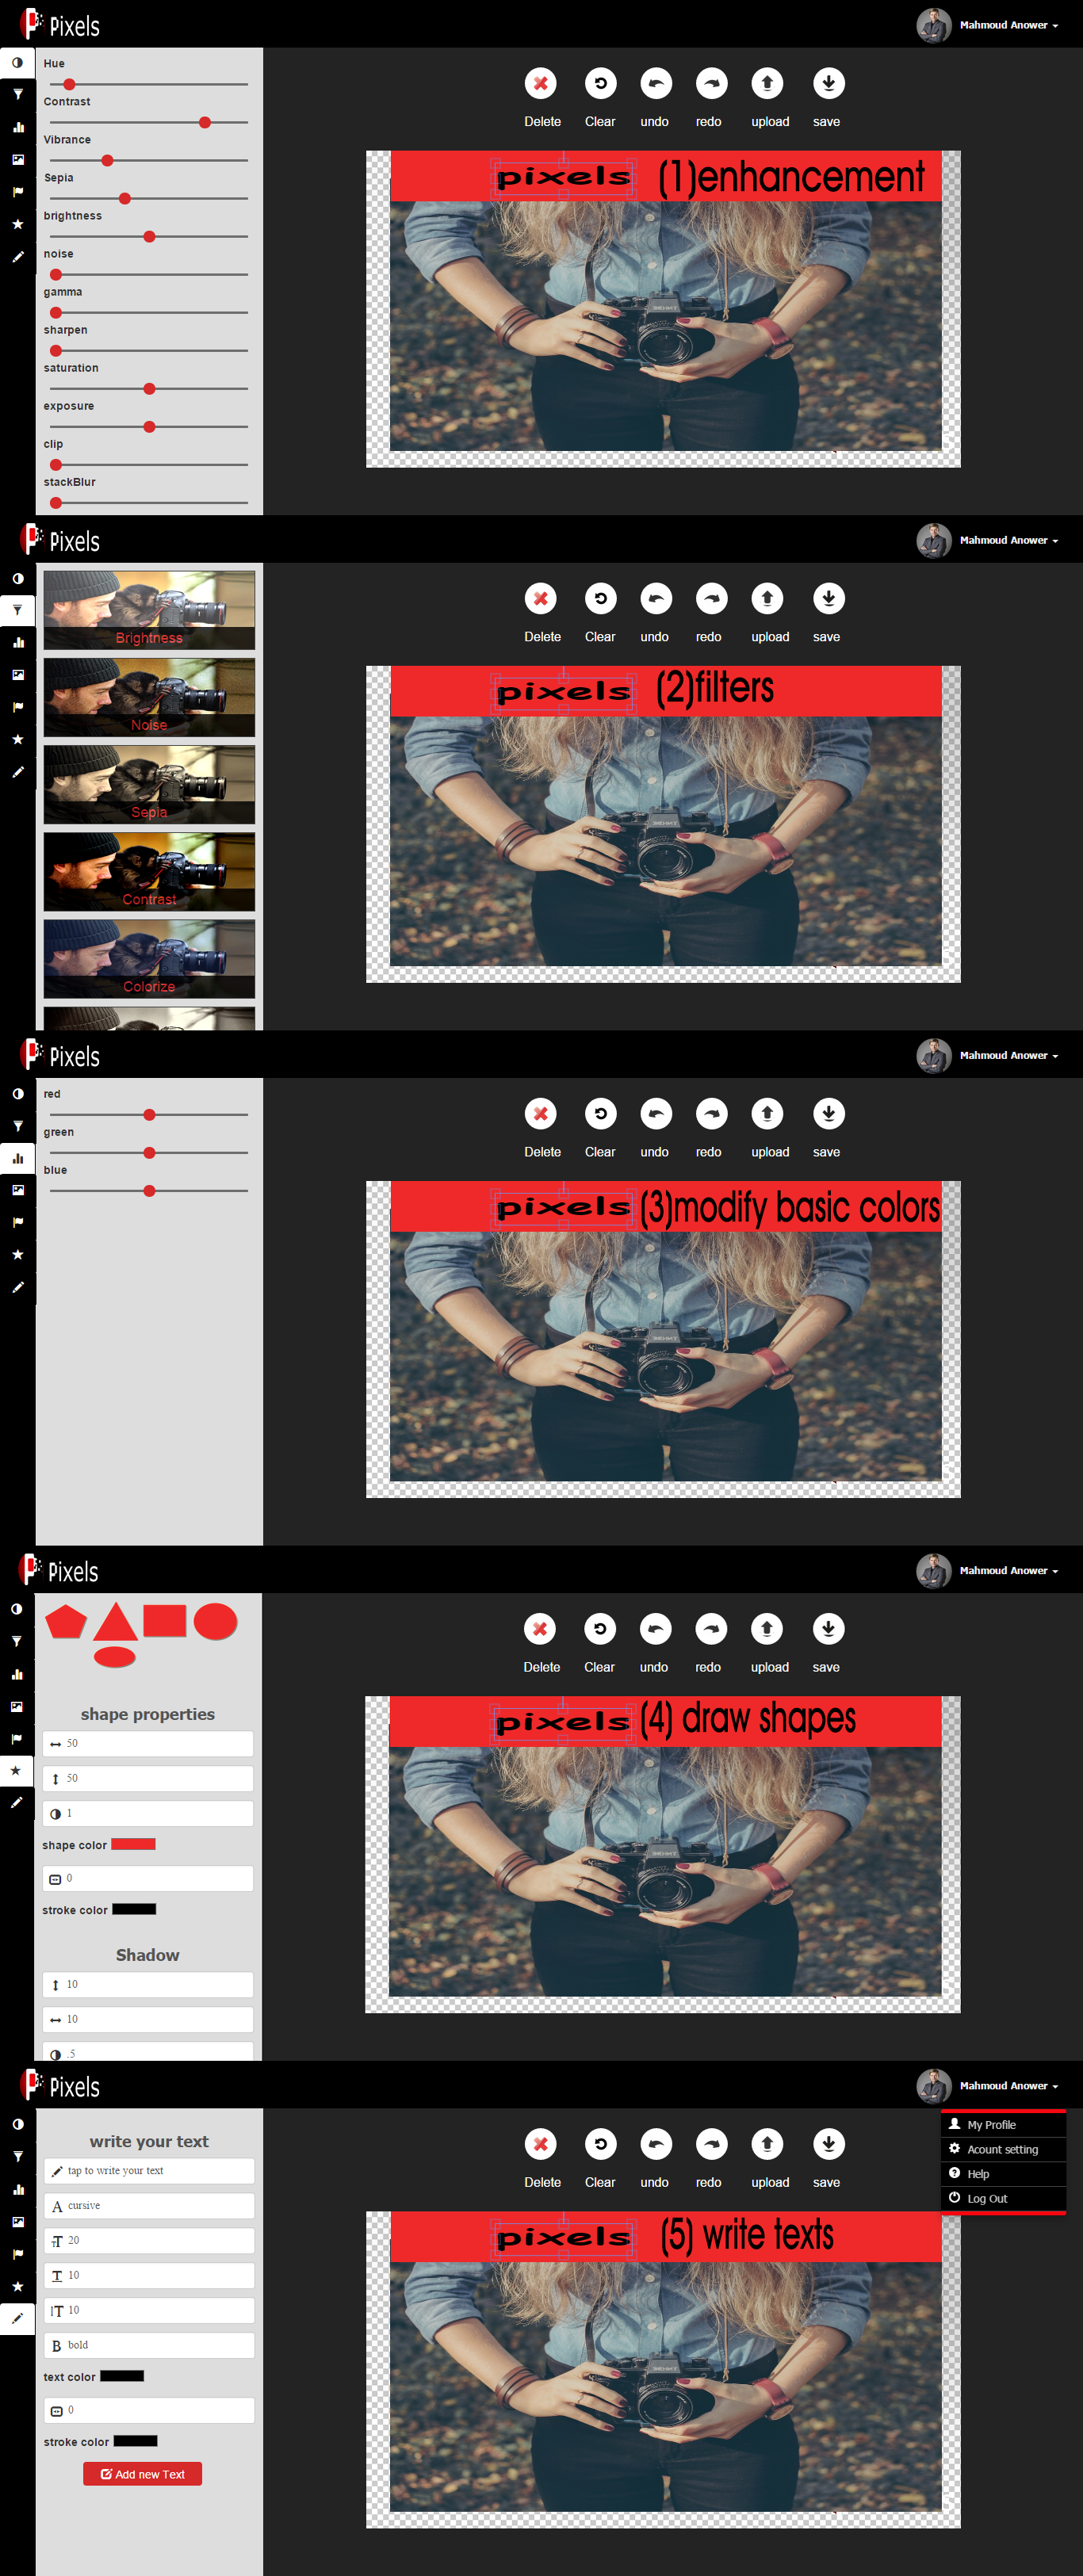 Pixels
Mahmoud Anower
Hue
Contrast
Vibrance
Sepia
brightness
noise
gamma
sharpen
saturation
exposure
clip
stackBlur
Delete Clear undo redo upload save
pixels (1)enhancement
Pixels
Mahmoud Anower
Brightness
Noise
Sepia
Contrast
Colorize
Delete Clear undo redo upload save
pixels (2)filters
Pixels
Mahmoud Anower
red
green
blue
Delete Clear undo redo upload save
pixels (3)modify basic colors
Pixels
Mahmoud Anower
shape properties
50
50
1
shape color
0
stroke color
Shadow
10
10
.5
Delete Clear undo redo upload save
pixels (4) draw shapes
Pixels
Mahmoud Anower
My Profile
Acount setting
Help
Log Out
write your text
tap to write your text
cursive
20
10
10
bold
text color
0
stroke color
Add new Text
Delete Clear undo redo upload save
pixels (5) write texts